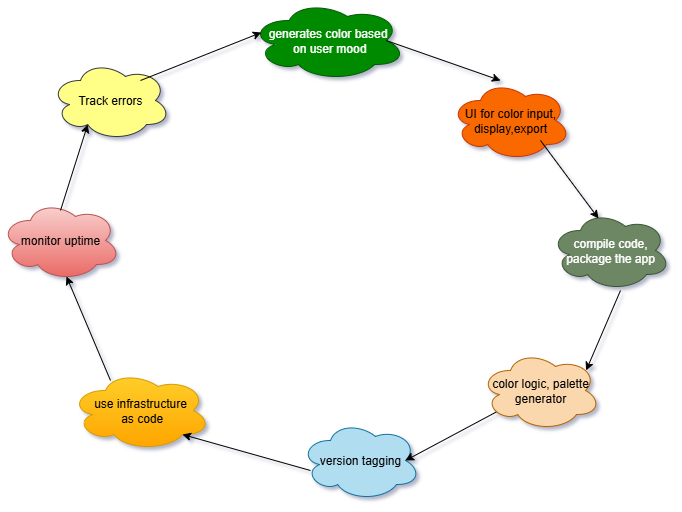 generates color based
on user mood
Track errors
UI for color input,
display,export
monitor uptime
compile code,
package the app
color logic, palette
generator
use infrastructure
as code
version tagging